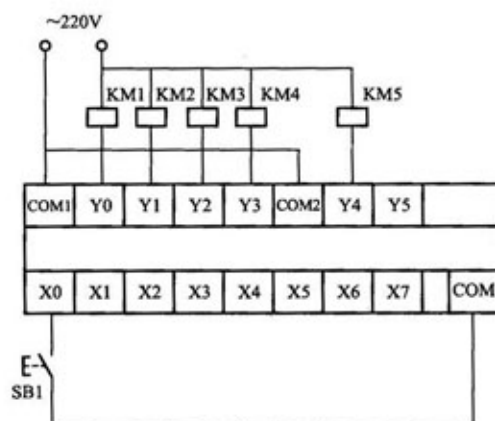 ~220V
KM1 KM2 KM3 KM4 KM5
COM1 Y0 Y1 Y2 Y3 COM2 Y4 Y5
X0 X1 X2 X3 X4 X5 X6 X7 COM
SB1